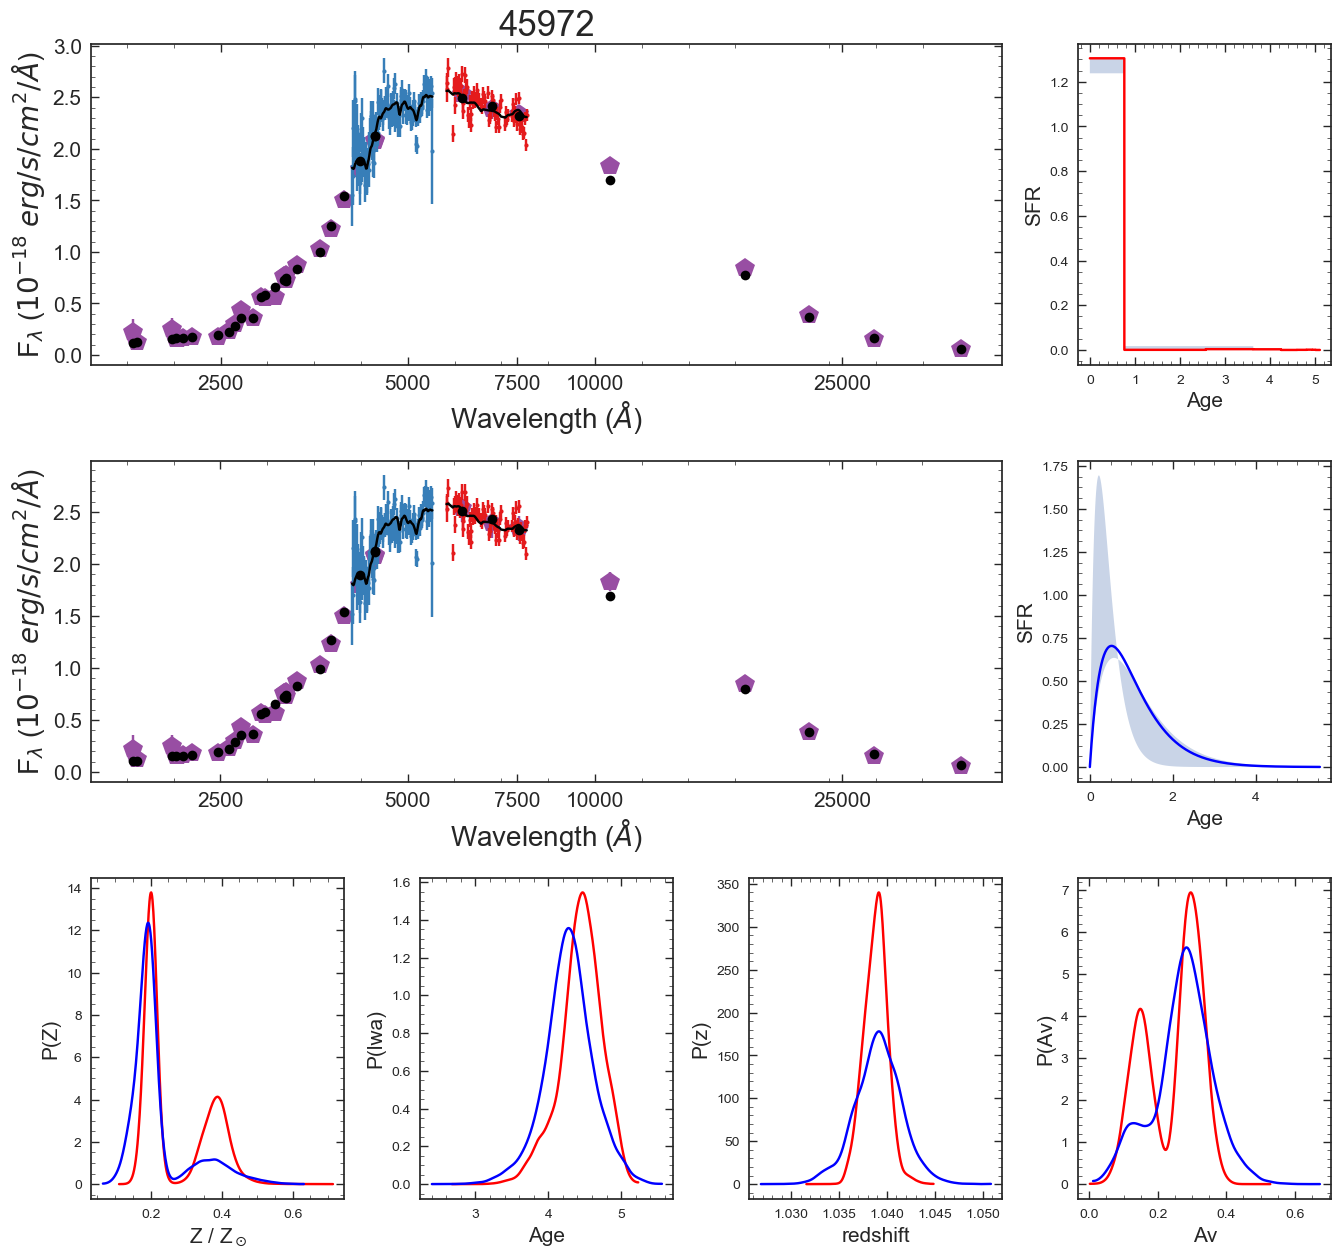 45972
3.0
2.5
2.0
1.5
1.0
0.5
0.0
F_λ (10^{-18} erg/s/cm^2/Å)
2500 5000 7500 10000 25000
Wavelength (Å)
1.2
1.0
0.8
0.6
0.4
0.2
0.0
SFR
0 1 2 3 4 5
Age
2.5
2.0
1.5
1.0
0.5
0.0
F_λ (10^{-18} erg/s/cm^2/Å)
2500 5000 7500 10000 25000
Wavelength (Å)
1.75
1.50
1.25
1.00
0.75
0.50
0.25
0.00
SFR
0 2 4
Age
14
12
10
8
6
4
2
0
P(Z)
0.2 0.4 0.6
Z / Z_⊙
1.6
1.4
1.2
1.0
0.8
0.6
0.4
0.2
0.0
P(lwa)
3 4 5
Age
350
300
250
200
150
100
50
0
P(z)
1.030 1.035 1.040 1.045 1.050
redshift
7
6
5
4
3
2
1
0
P(Av)
0.0 0.2 0.4 0.6
Av